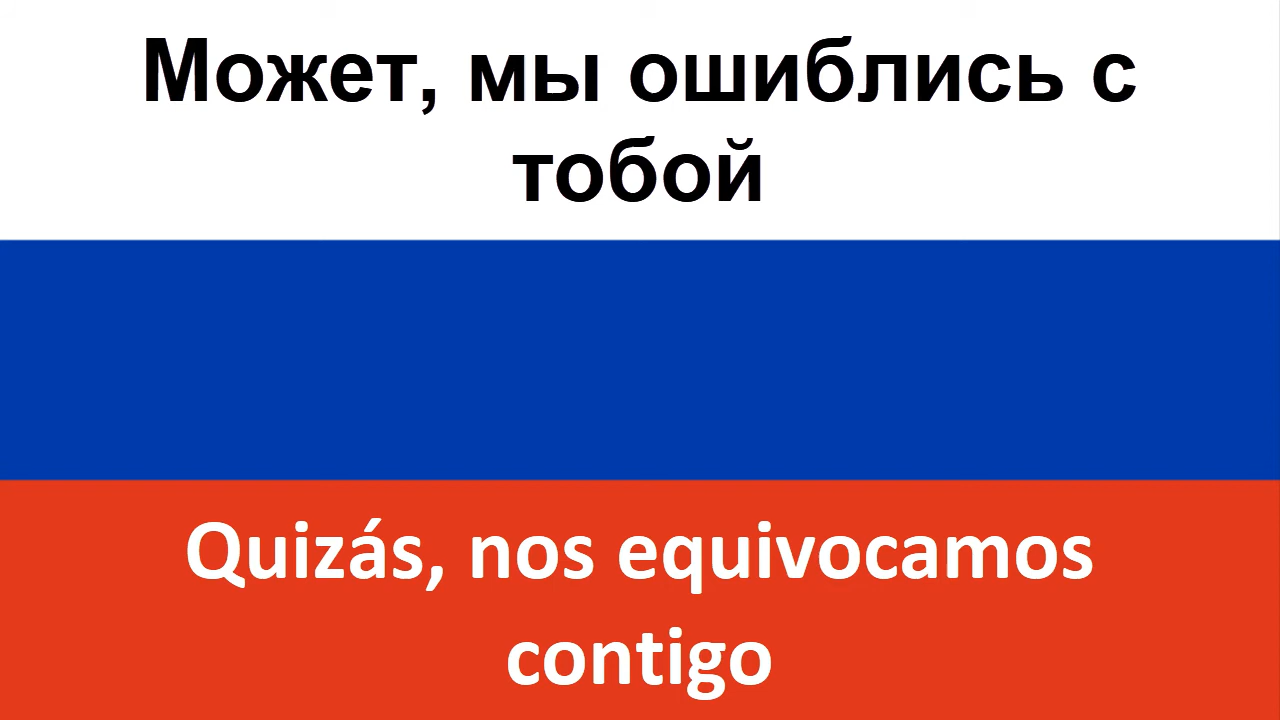 Может, мы ошиблись с
тобой
Quizás, nos equivocamos
contigo